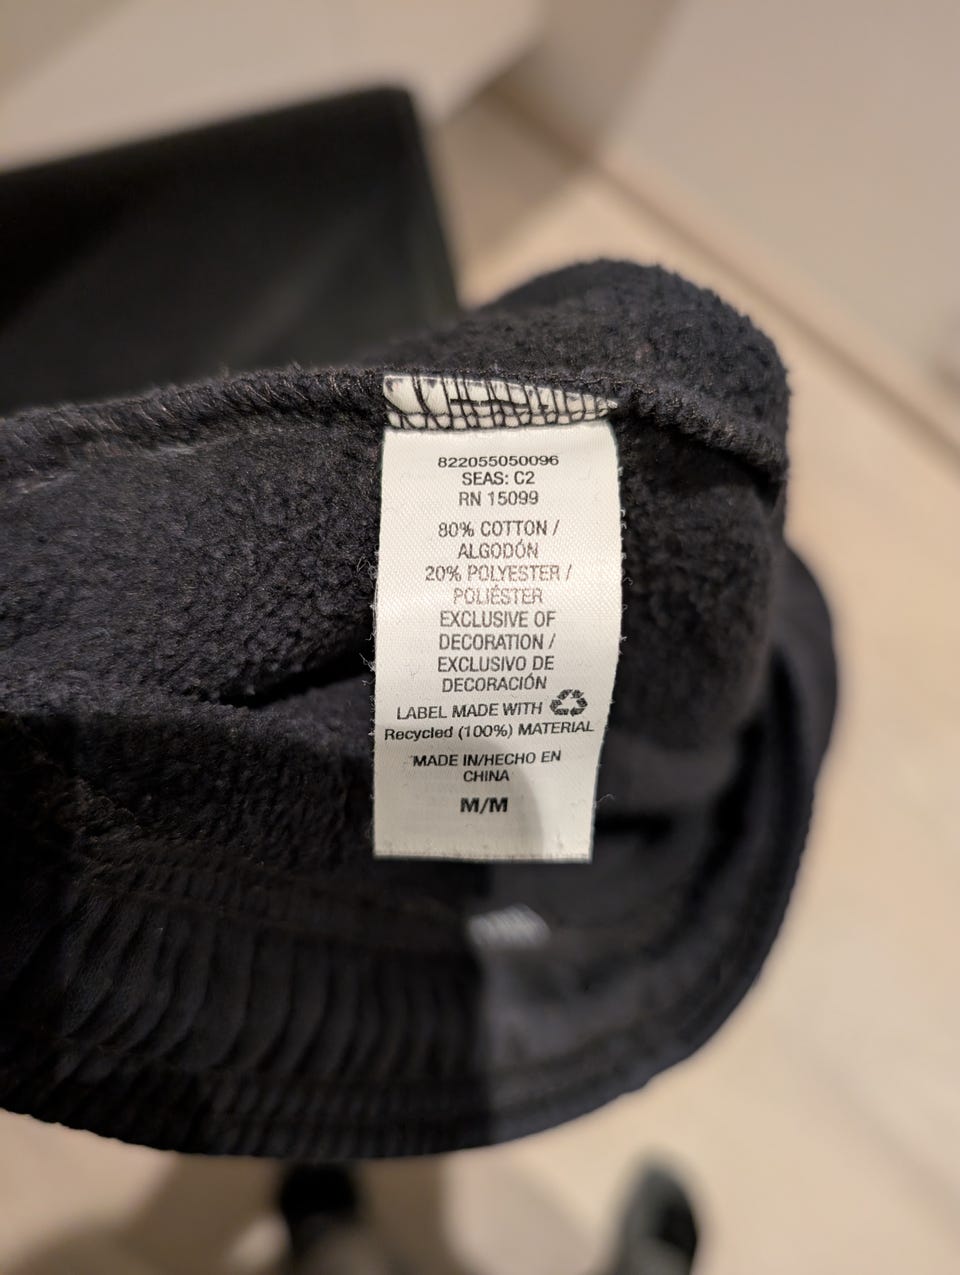 822055050096
SEAS: C2
RN 15099
80% COTTON /
ALGODÓN
20% POLYESTER /
POLIÉSTER
EXCLUSIVE OF
DECORATION /
EXCLUSIVO DE
DECORACIÓN
LABEL MADE WITH
Recycled (100%) MATERIAL
MADE IN/HECHO EN
CHINA
M/M